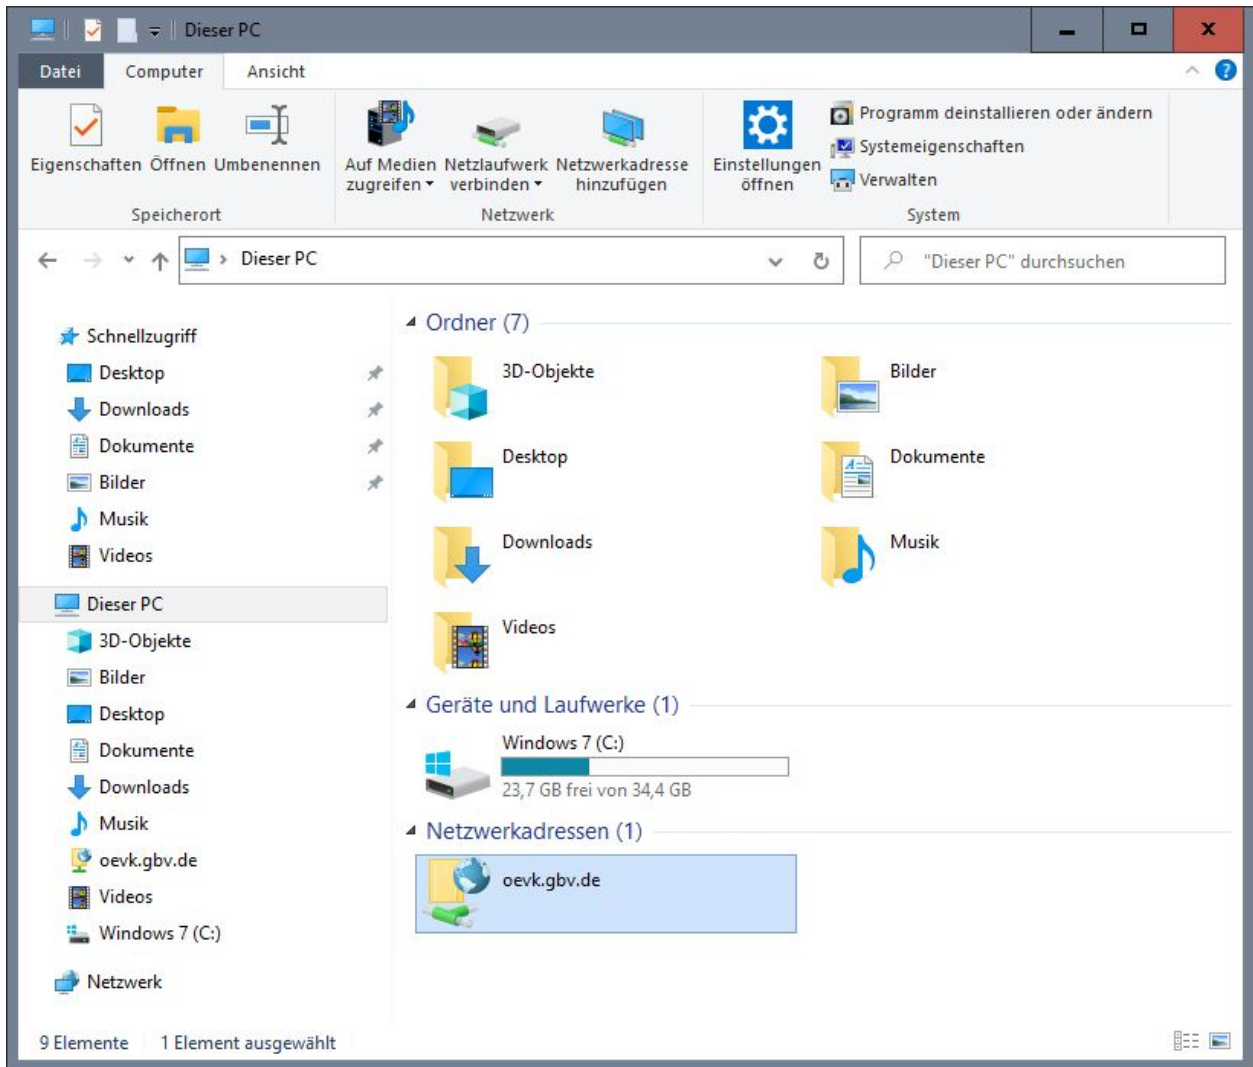 Dieser PC
Datei Computer Ansicht
Eigenschaften Öffnen Umbenennen
Speicherort
Auf Medien zugreifen
Netzlaufwerk verbinden
Netzwerkadresse hinzufügen
Netzwerk
Einstellungen öffnen
Programm deinstallieren oder ändern
Systemeigenschaften
Verwalten
System
Dieser PC
"Dieser PC" durchsuchen
Schnellzugriff
Desktop
Downloads
Dokumente
Bilder
Musik
Videos
Dieser PC
3D-Objekte
Bilder
Desktop
Dokumente
Downloads
Musik
oevk.gbv.de
Videos
Windows 7 (C:)
Netzwerk
Ordner (7)
3D-Objekte
Bilder
Desktop
Dokumente
Downloads
Musik
Videos
Geräte und Laufwerke (1)
Windows 7 (C:)
23,7 GB frei von 34,4 GB
Netzwerkadressen (1)
oevk.gbv.de
9 Elemente 1 Element ausgewählt